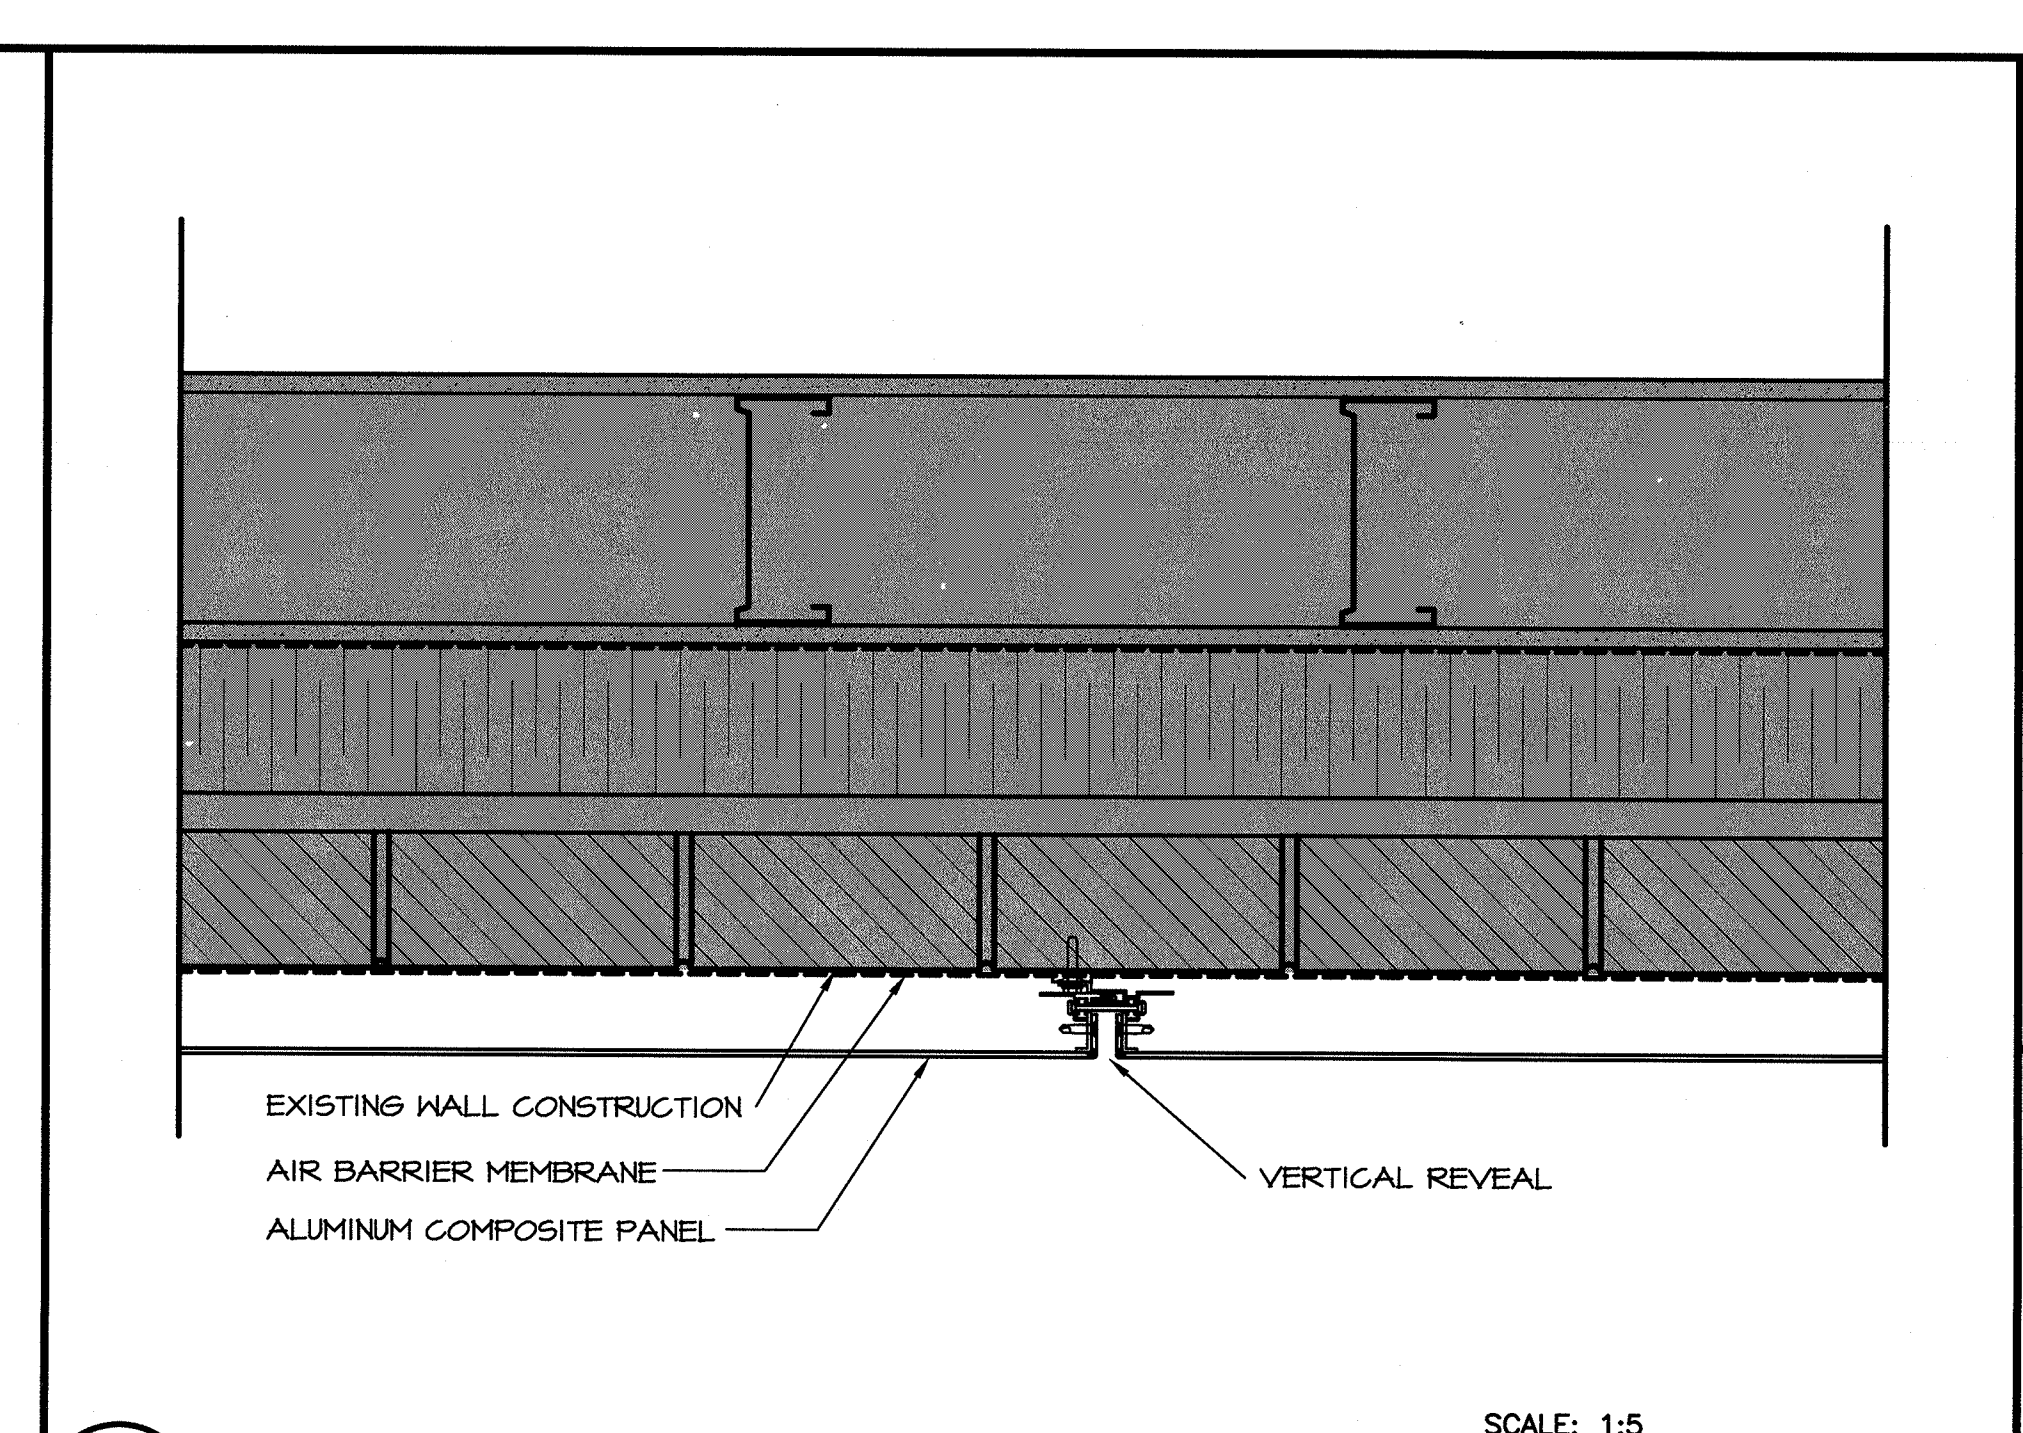 EXISTING WALL CONSTRUCTION
AIR BARRIER MEMBRANE
VERTICAL REVEAL
ALUMINUM COMPOSITE PANEL
SCALE: 1:5